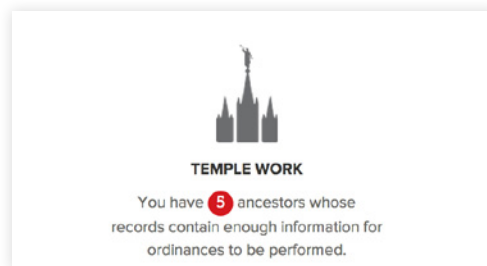 TEMPLE WORK
You have 5 ancestors whose
records contain enough information for
ordinances to be performed.